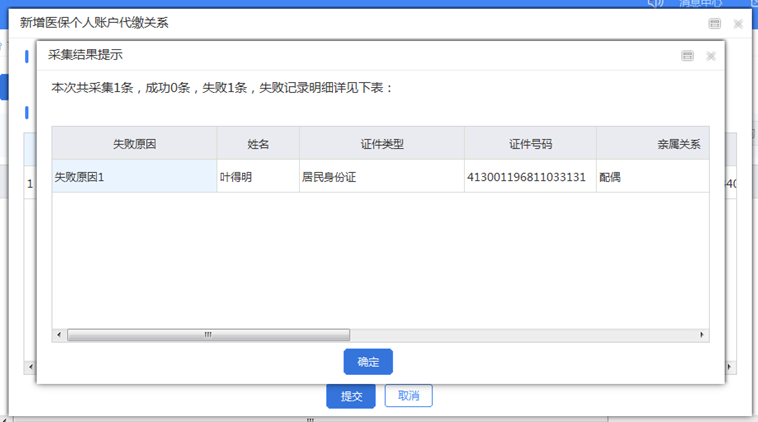 消息中心
新增医保个人账户代缴关系
采集结果提示
本次共采集1条，成功0条，失败1条，失败记录明细详见下表：
失败原因 姓名 证件类型 证件号码 亲属关系
失败原因1 叶得明 居民身份证 413001196811033131 配偶
1
确定
提交 取消